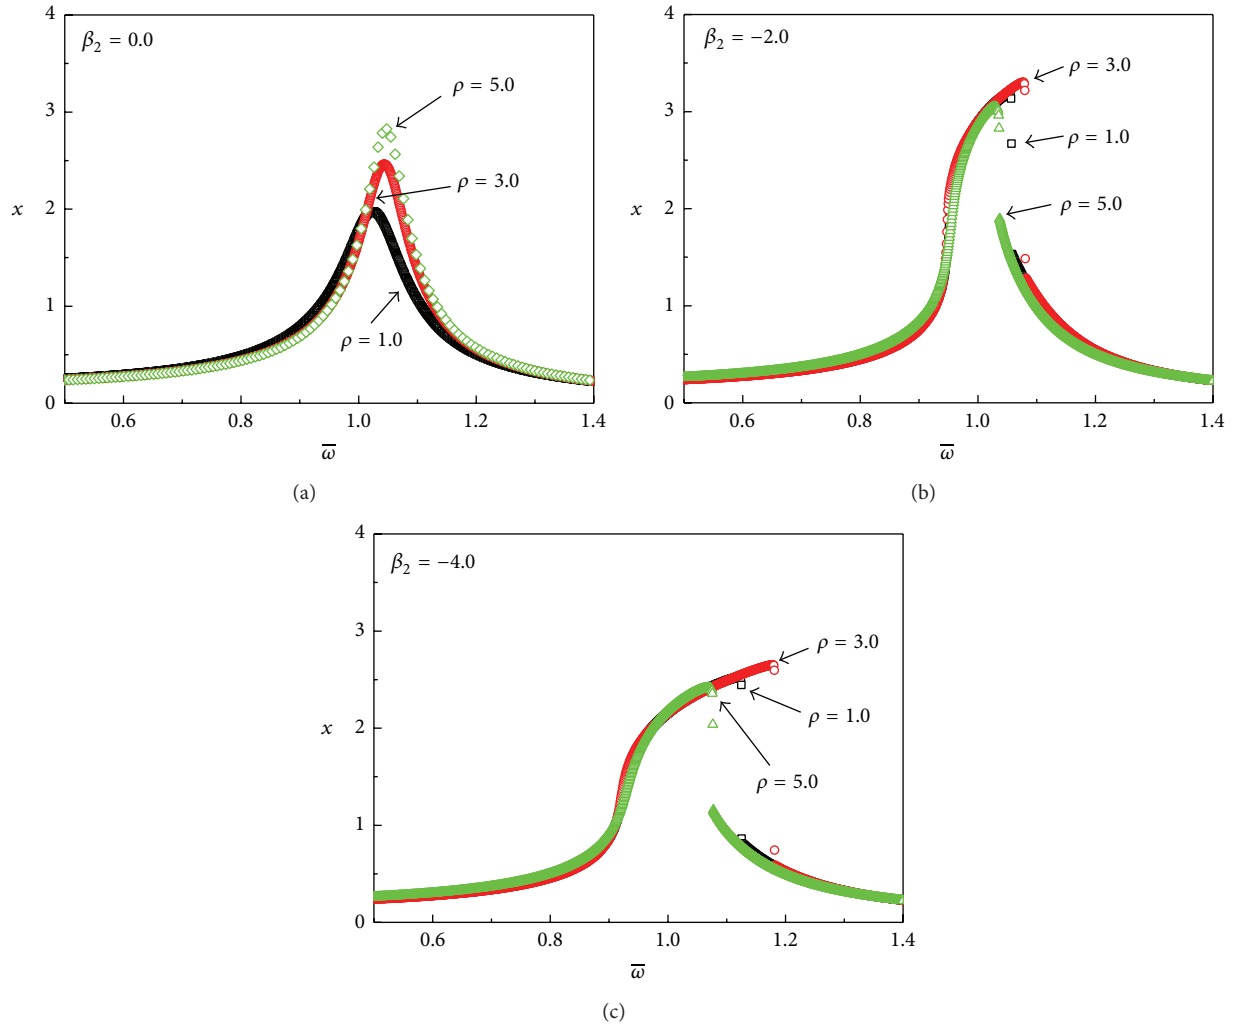 4
β₂ = 0.0
3
ρ = 5.0
x
2
ρ = 3.0
1
ρ = 1.0
0
0.6 0.8 1.0 1.2 1.4
ω̅
(a)
4
β₂ = −2.0
ρ = 3.0
3
ρ = 1.0
x
2
ρ = 5.0
1
0
0.6 0.8 1.0 1.2 1.4
ω̅
(b)
4
β₂ = −4.0
3
ρ = 3.0
ρ = 1.0
x
2
ρ = 5.0
1
0
0.6 0.8 1.0 1.2 1.4
ω̅
(c)